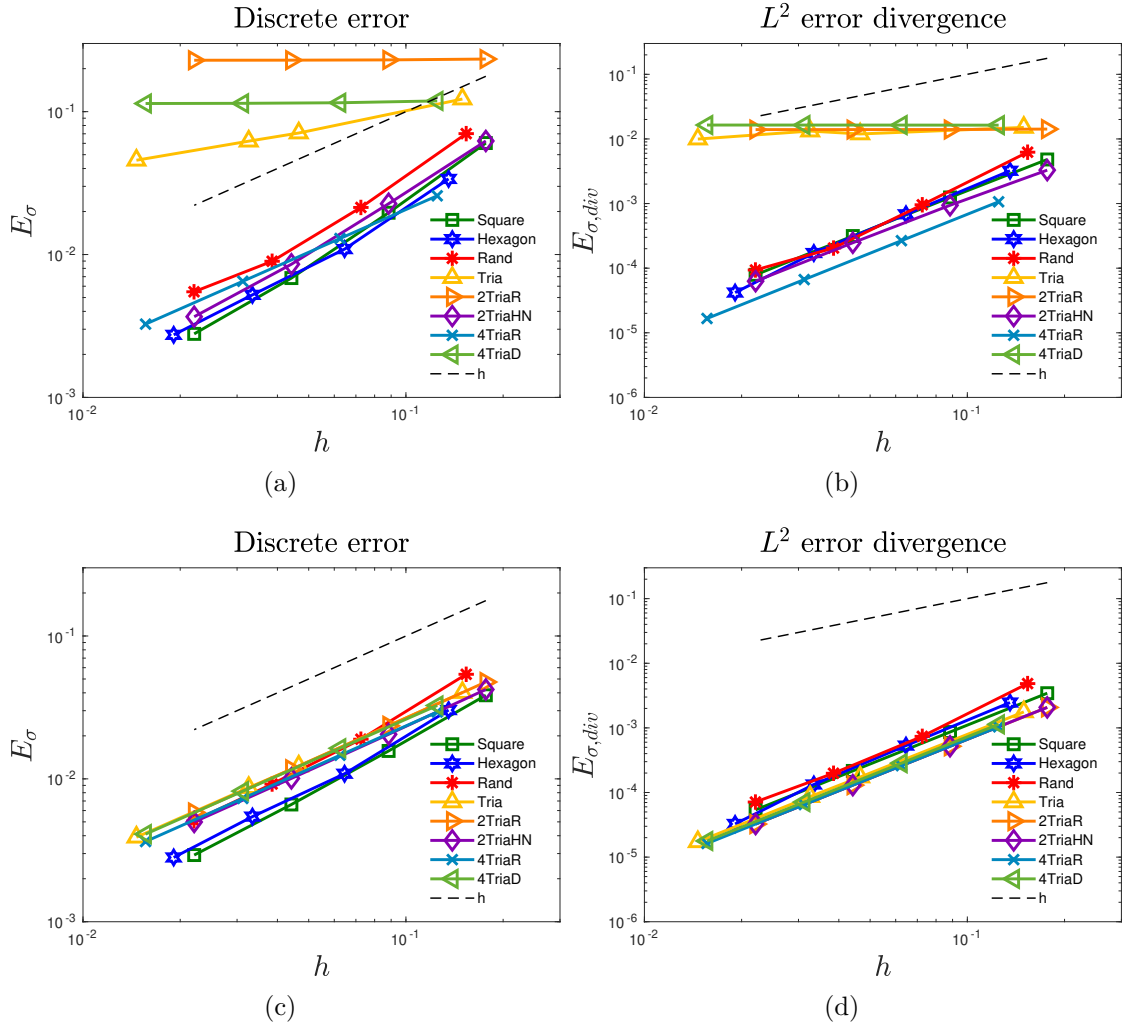 Discrete error
L² error divergence
10⁻¹
10⁻²
10⁻³
E_σ
10⁻² 10⁻¹
h
Square
Hexagon
Rand
Tria
2TriaR
2TriaHN
4TriaR
4TriaD
h
(a)
10⁻¹
10⁻²
10⁻³
10⁻⁴
10⁻⁵
10⁻⁶
E_σ,div
10⁻² 10⁻¹
h
Square
Hexagon
Rand
Tria
2TriaR
2TriaHN
4TriaR
4TriaD
h
(b)
Discrete error
L² error divergence
10⁻¹
10⁻²
10⁻³
E_σ
10⁻² 10⁻¹
h
Square
Hexagon
Rand
Tria
2TriaR
2TriaHN
4TriaR
4TriaD
h
(c)
10⁻¹
10⁻²
10⁻³
10⁻⁴
10⁻⁵
10⁻⁶
E_σ,div
10⁻² 10⁻¹
h
Square
Hexagon
Rand
Tria
2TriaR
2TriaHN
4TriaR
4TriaD
h
(d)